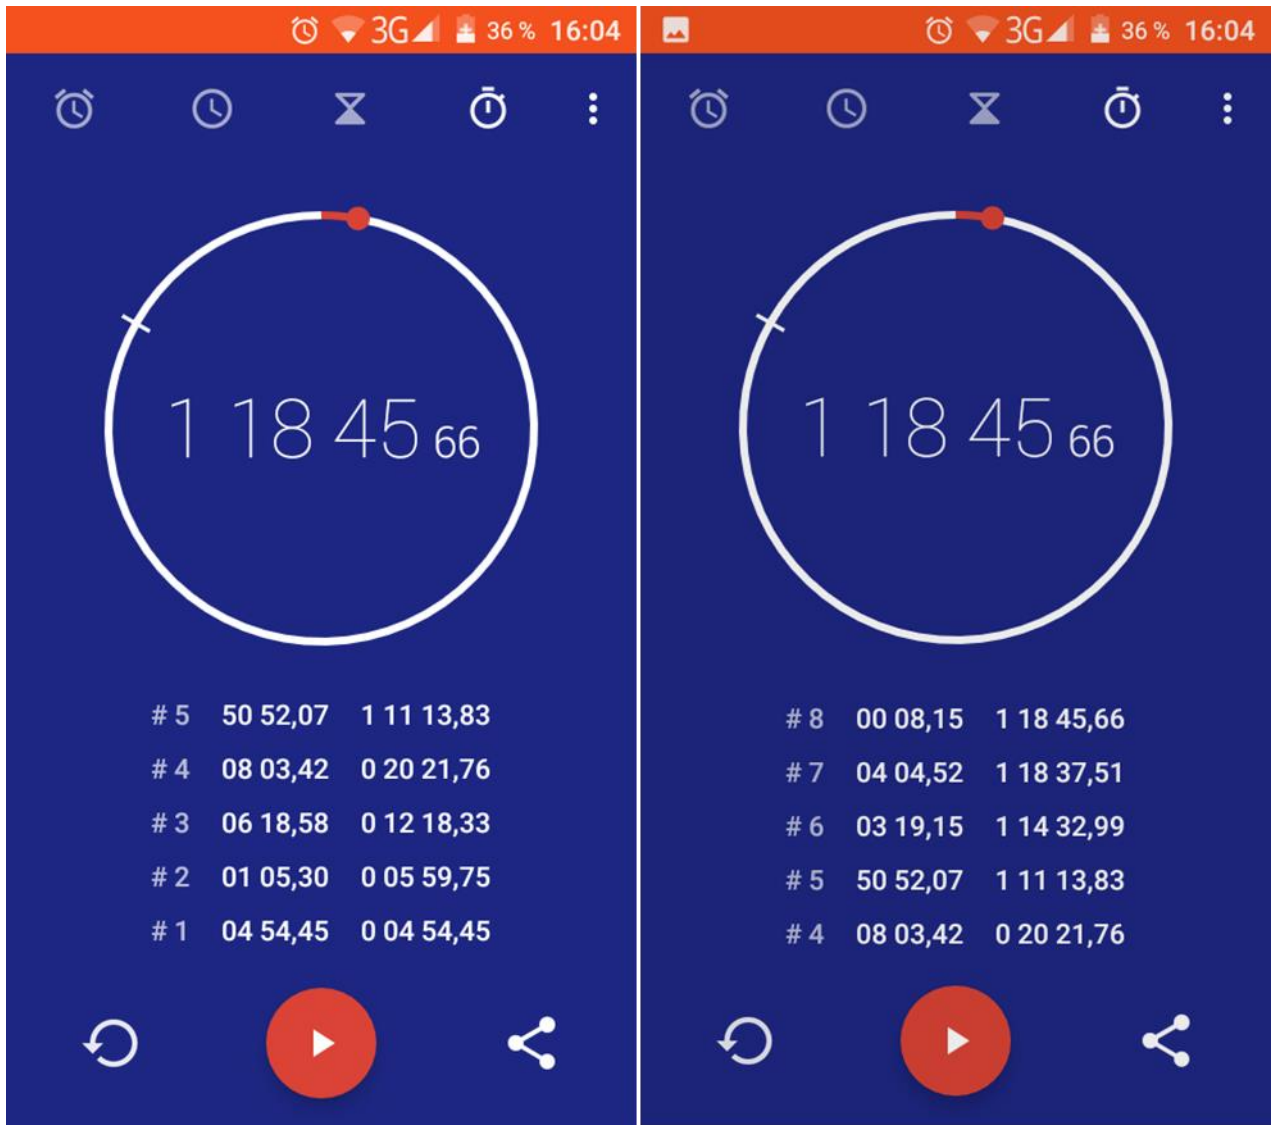 3G 36 % 16:04
1 18 45 66
# 5 50 52,07 1 11 13,83
# 4 08 03,42 0 20 21,76
# 3 06 18,58 0 12 18,33
# 2 01 05,30 0 05 59,75
# 1 04 54,45 0 04 54,45
3G 36 % 16:04
1 18 45 66
# 8 00 08,15 1 18 45,66
# 7 04 04,52 1 18 37,51
# 6 03 19,15 1 14 32,99
# 5 50 52,07 1 11 13,83
# 4 08 03,42 0 20 21,76